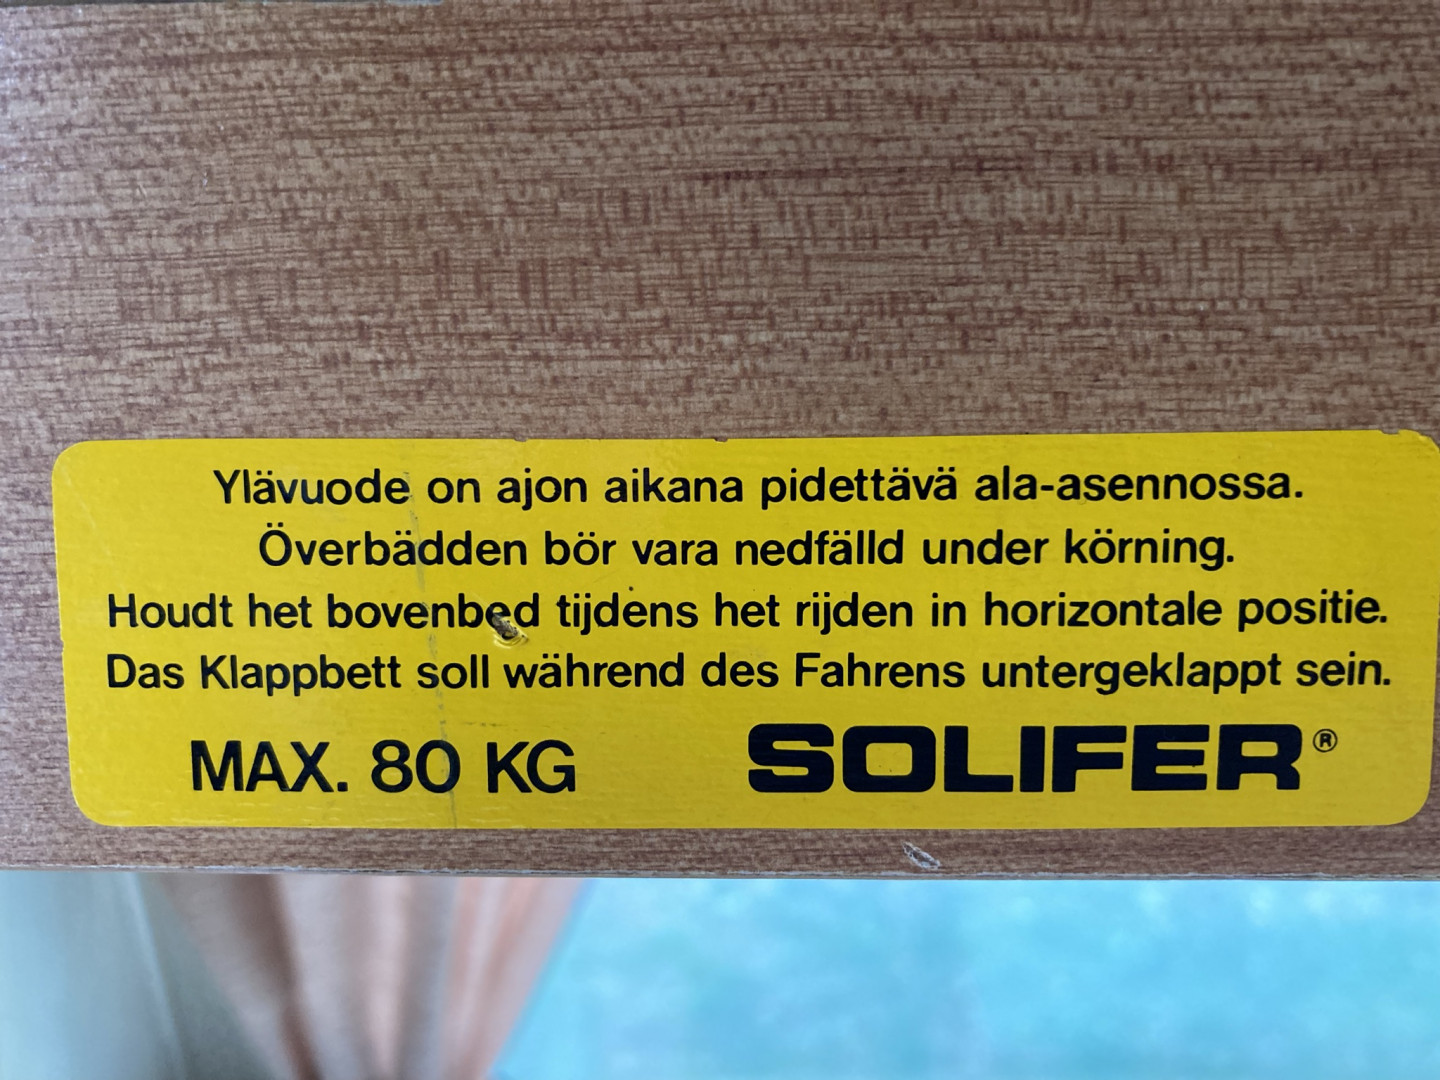 Ylävuode on ajon aikana pidettävä ala-asennossa.
Överbädden bör vara nedfälld under körning.
Houdt het bovenbed tijdens het rijden in horizontale positie.
Das Klappbett soll während des Fahrens untergeklappt sein.
MAX. 80 KG SOLIFER®